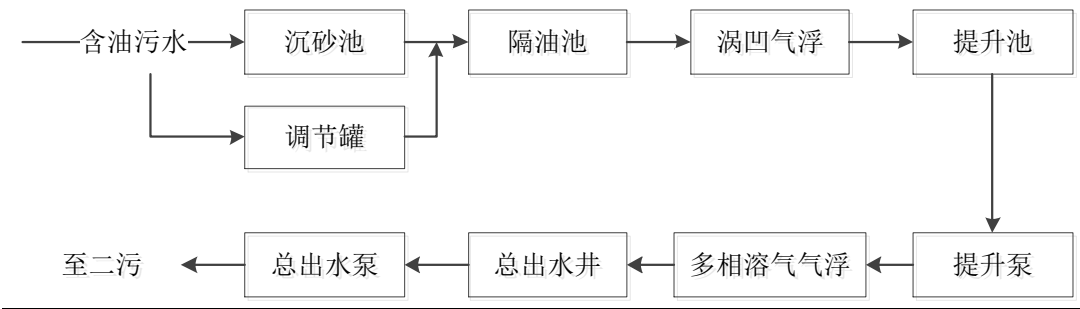 含油污水
沉砂池
隔油池
涡凹气浮
提升池
调节罐
至二污
总出水泵
总出水井
多相溶气气浮
提升泵